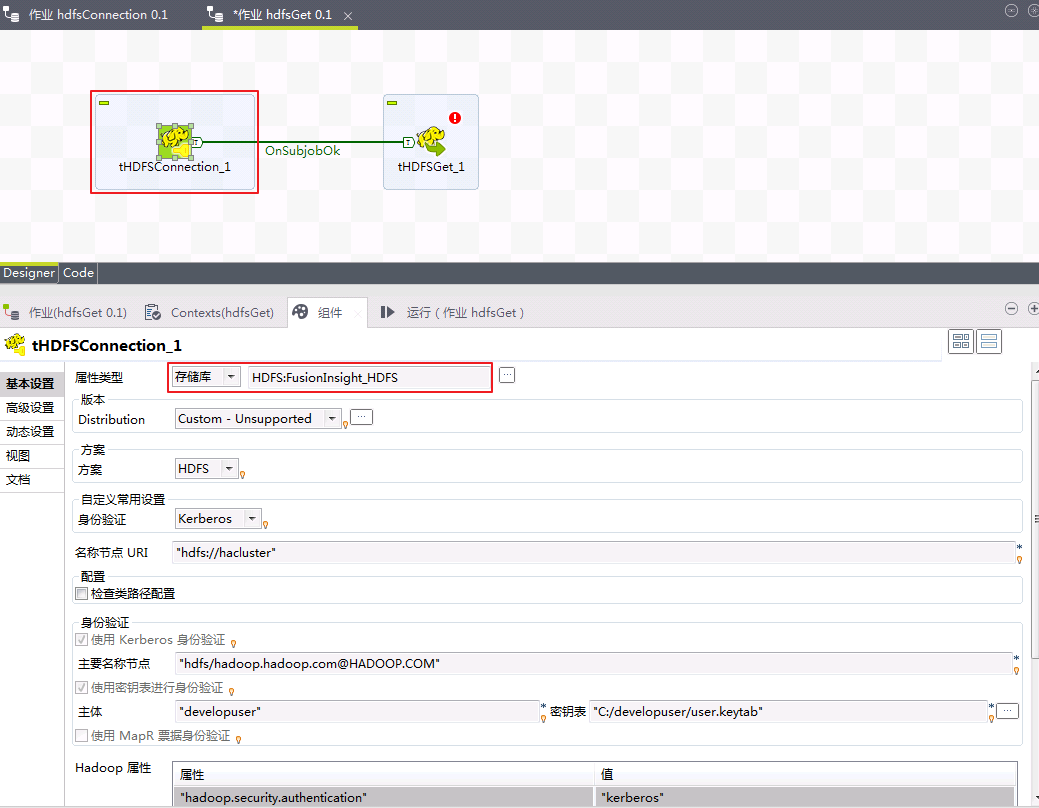 作业 hdfsConnection 0.1
*作业 hdfsGet 0.1
T
T
OnSubjobOk
tHDFSConnection_1
tHDFSGet_1
Designer Code
作业(hdfsGet 0.1) Contexts(hdfsGet) 组件 运行 ( 作业 hdfsGet )
tHDFSConnection_1
基本设置
高级设置
动态设置
视图
文档
属性类型 存储库 HDFS:FusionInsight_HDFS ...
版本
Distribution Custom - Unsupported ...
方案
方案 HDFS
自定义常用设置
身份验证 Kerberos
名称节点 URI "hdfs://hacluster" *
配置
检查类路径配置
身份验证
使用 Kerberos 身份验证
主要名称节点 "hdfs/hadoop.hadoop.com@HADOOP.COM" *
使用密钥表进行身份验证
主体 "developuser" * 密钥表 "C:/developuser/user.keytab" * ...
使用 MapR 票据身份验证
Hadoop 属性
属性 值
"hadoop.security.authentication" "kerberos"